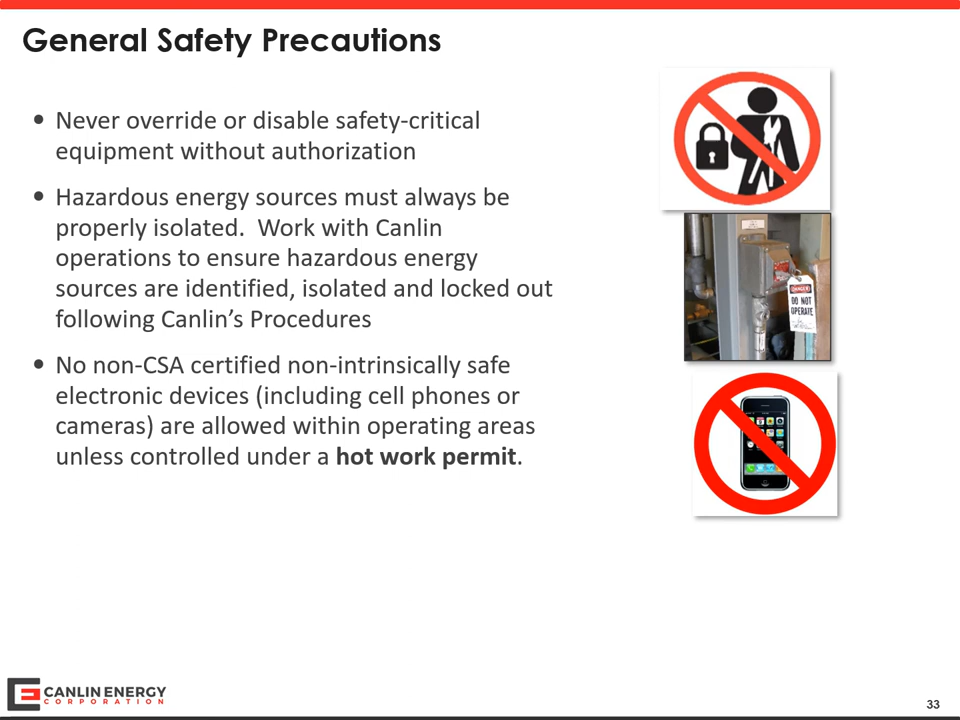 General Safety Precautions
• Never override or disable safety-critical
equipment without authorization
• Hazardous energy sources must always be
properly isolated.  Work with Canlin
operations to ensure hazardous energy
sources are identified, isolated and locked out
following Canlin’s Procedures
• No non-CSA certified non-intrinsically safe
electronic devices (including cell phones or
cameras) are allowed within operating areas
unless controlled under a hot work permit.
DANGER
DO NOT
OPERATE
CANLIN ENERGY
CORPORATION
33